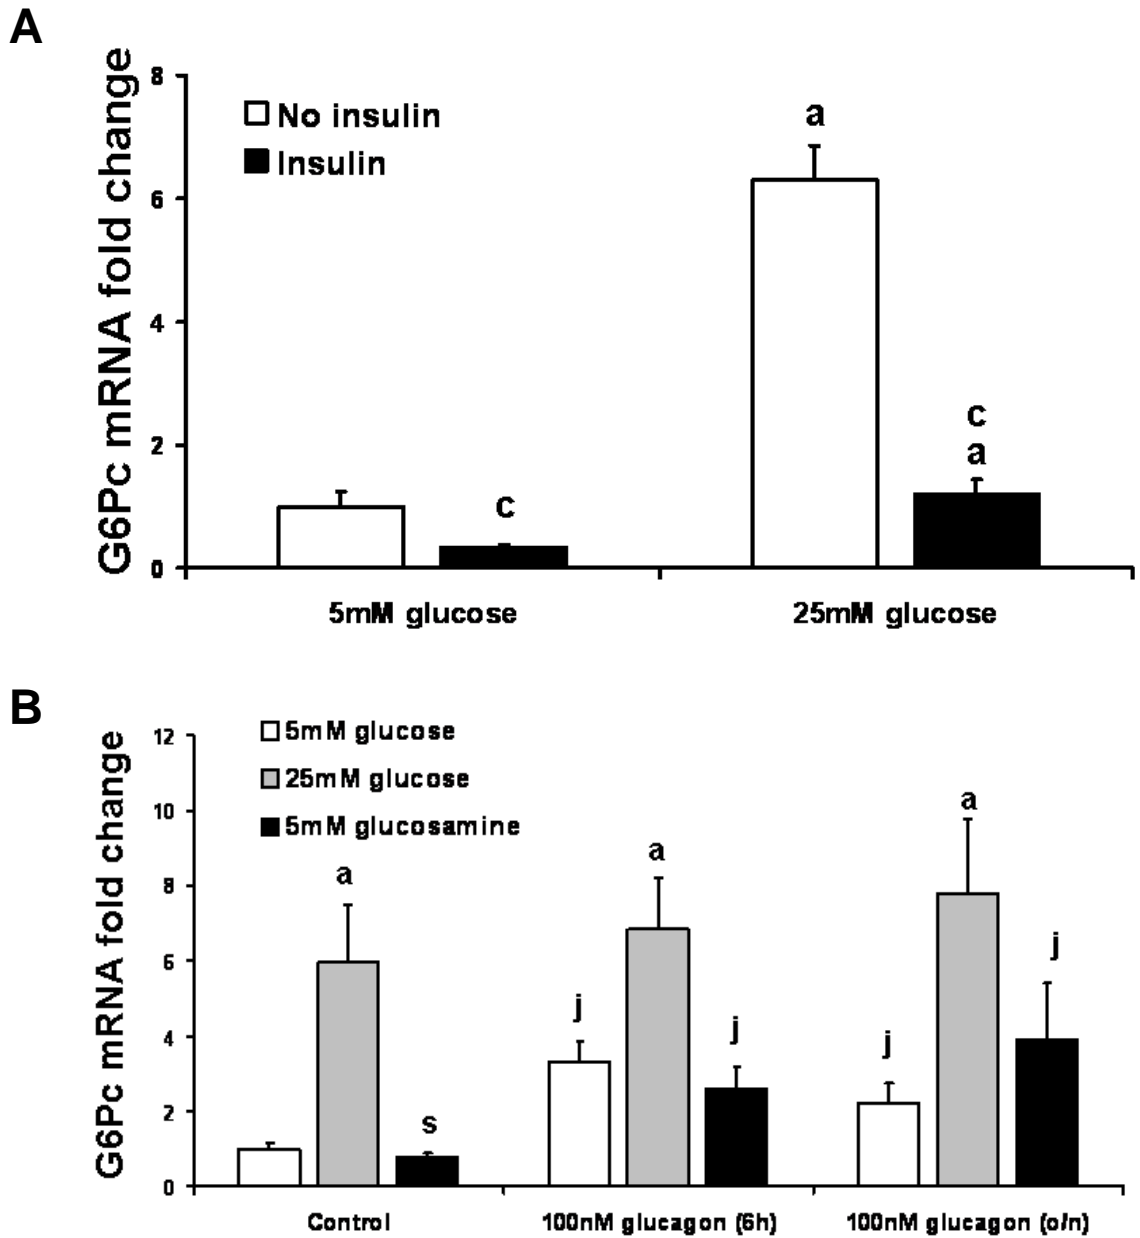 A
G6Pc mRNA fold change
8
6
4
2
0
No insulin
Insulin
a
c
c
a
5mM glucose
25mM glucose
B
G6Pc mRNA fold change
12
10
8
6
4
2
0
5mM glucose
25mM glucose
5mM glucosamine
a
s
j
a
j
j
a
j
Control
100nM glucagon (6h)
100nM glucagon (o/n)